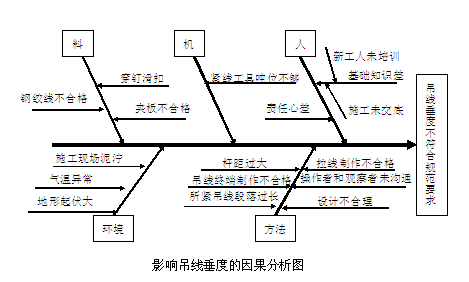 料
机
人
新工人未培训
穿钉滑扣
紧线工具吨位不够
基础知识差
钢绞线不合格
夹板不合格
责任心差
施工未交底
吊线垂度不符合规范要求
施工现场泥泞
杆距过大
拉线制作不合格
气温异常
吊线终端制作不合格
操作者和观察者未沟通
地形起伏大
所紧吊线段落过长
设计不合理
环境
方法
影响吊线垂度的因果分析图